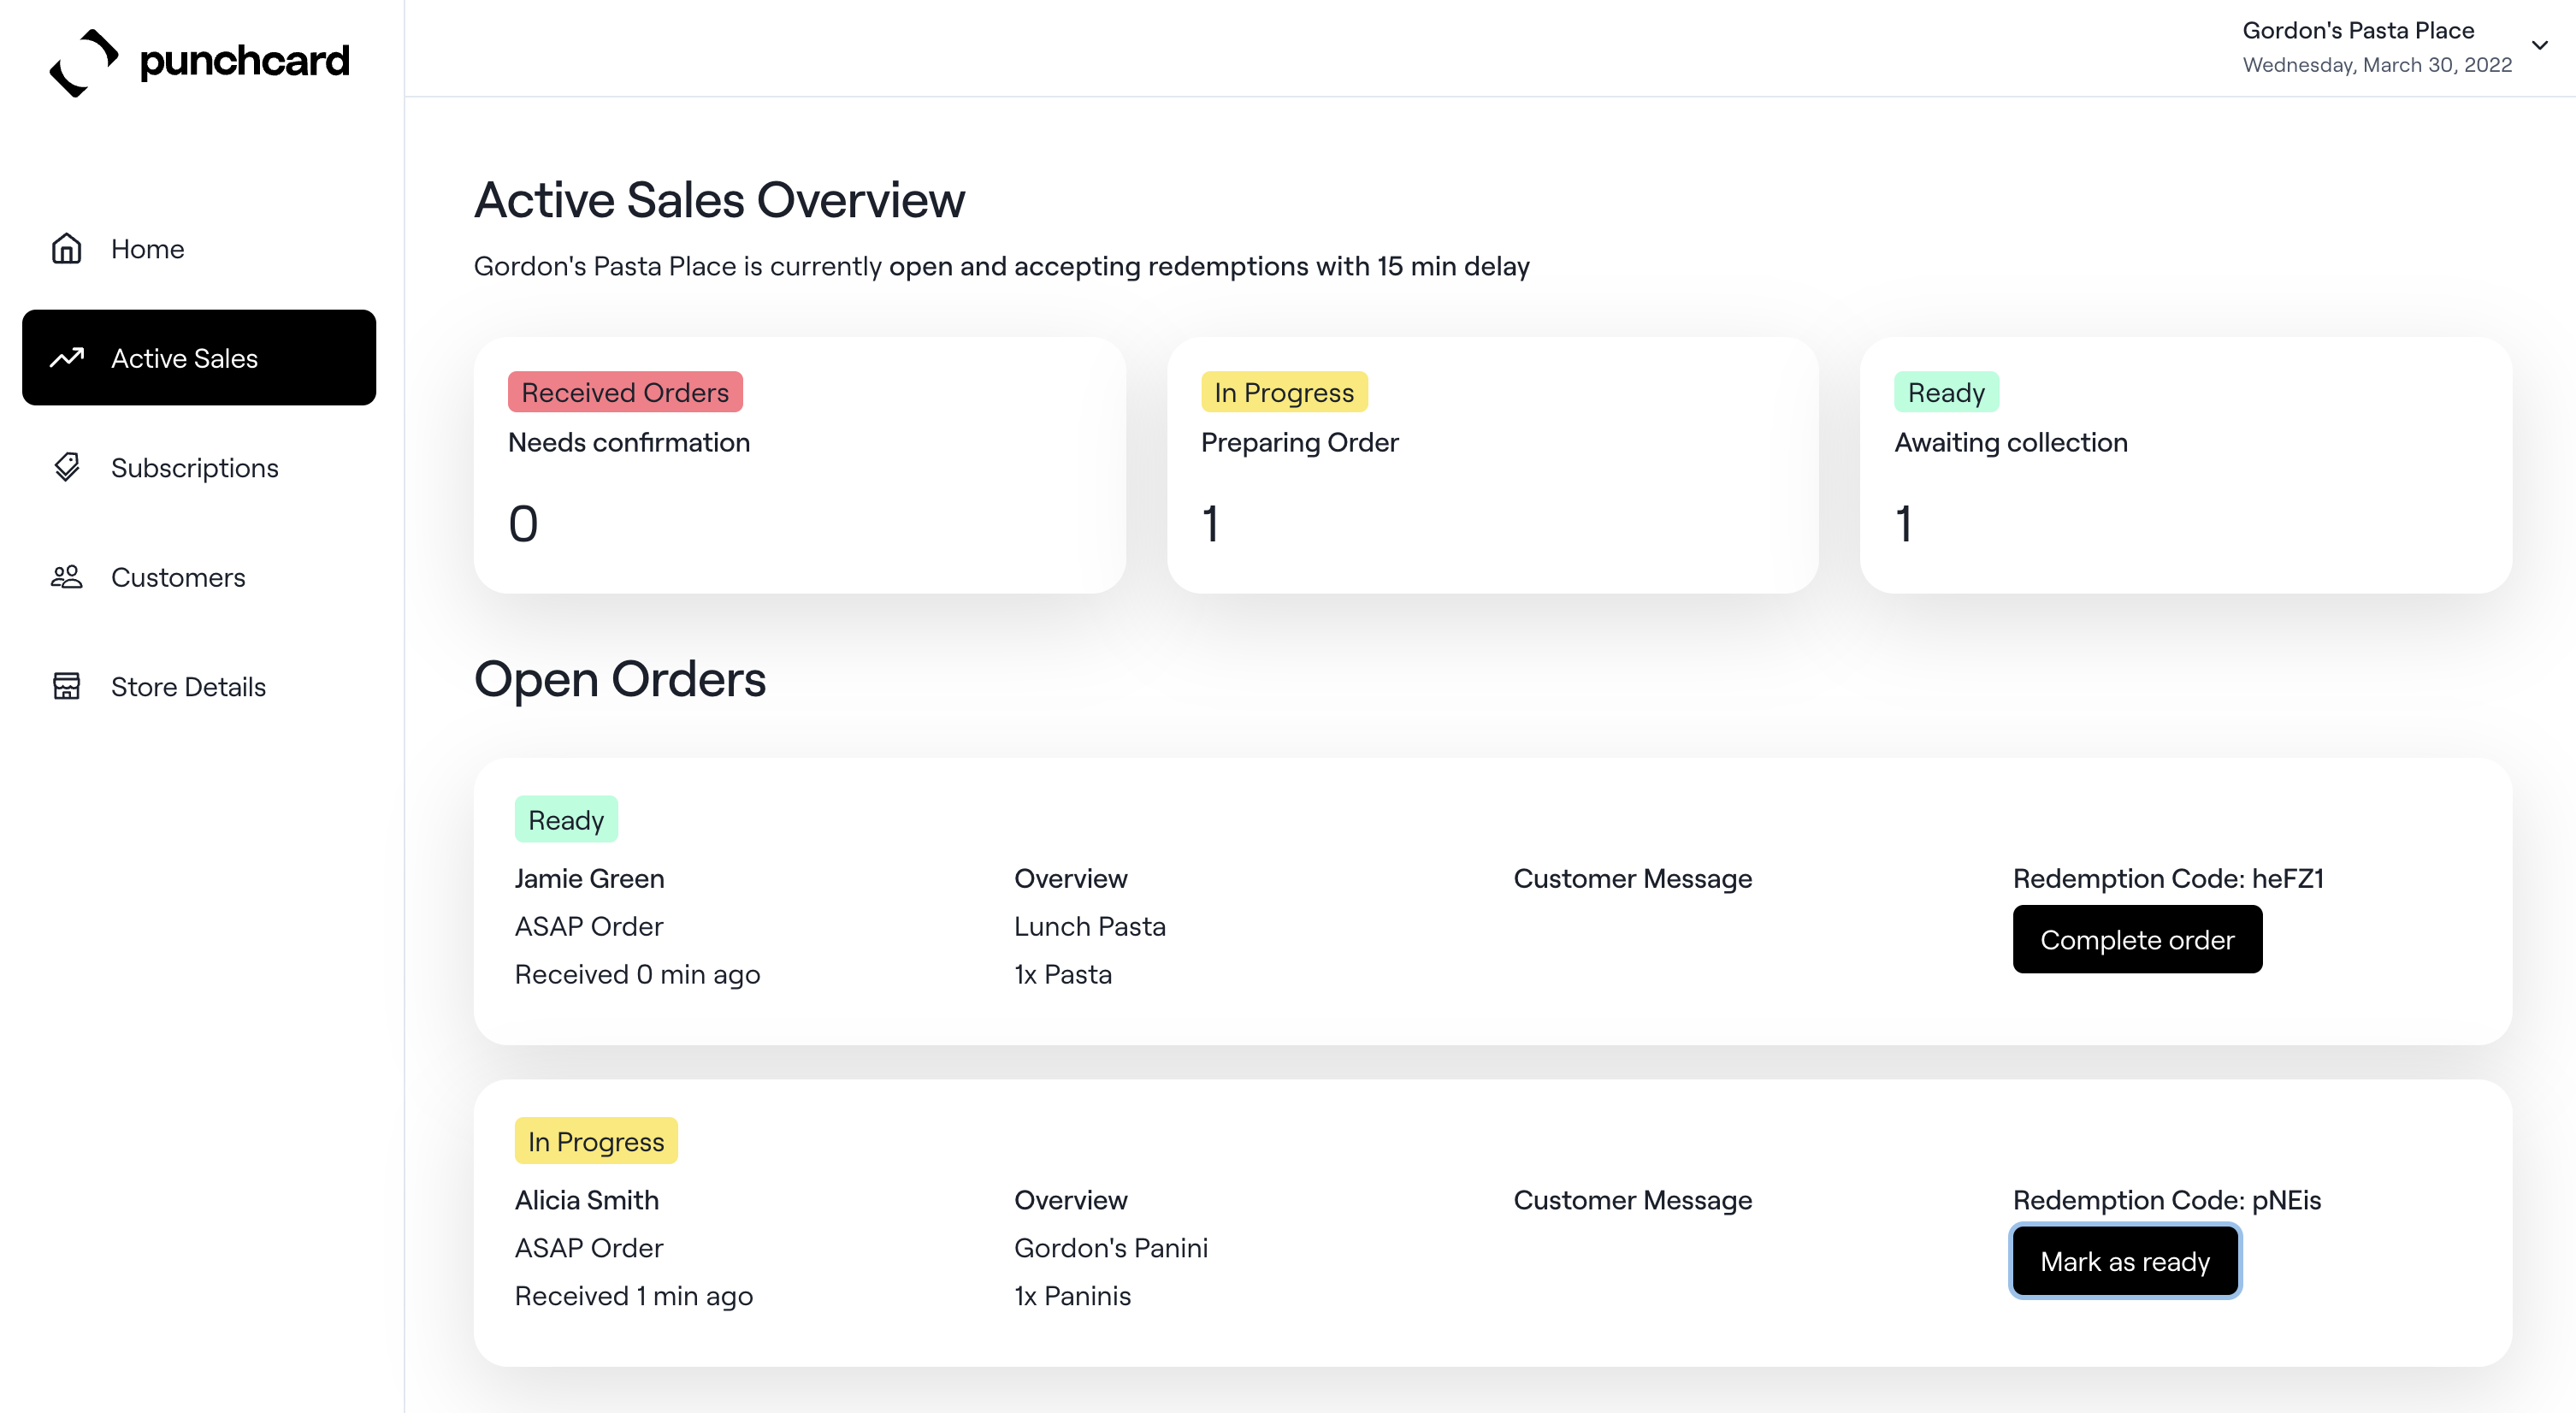 punchcard
Gordon's Pasta Place
Wednesday, March 30, 2022
Home
Active Sales
Subscriptions
Customers
Store Details
Active Sales Overview
Gordon's Pasta Place is currently open and accepting redemptions with 15 min delay
Received Orders
Needs confirmation
0
In Progress
Preparing Order
1
Ready
Awaiting collection
1
Open Orders
Ready
Jamie Green
ASAP Order
Received 0 min ago
Overview
Lunch Pasta
1x Pasta
Customer Message
Redemption Code: heFZ1
Complete order
In Progress
Alicia Smith
ASAP Order
Received 1 min ago
Overview
Gordon's Panini
1x Paninis
Customer Message
Redemption Code: pNEis
Mark as ready